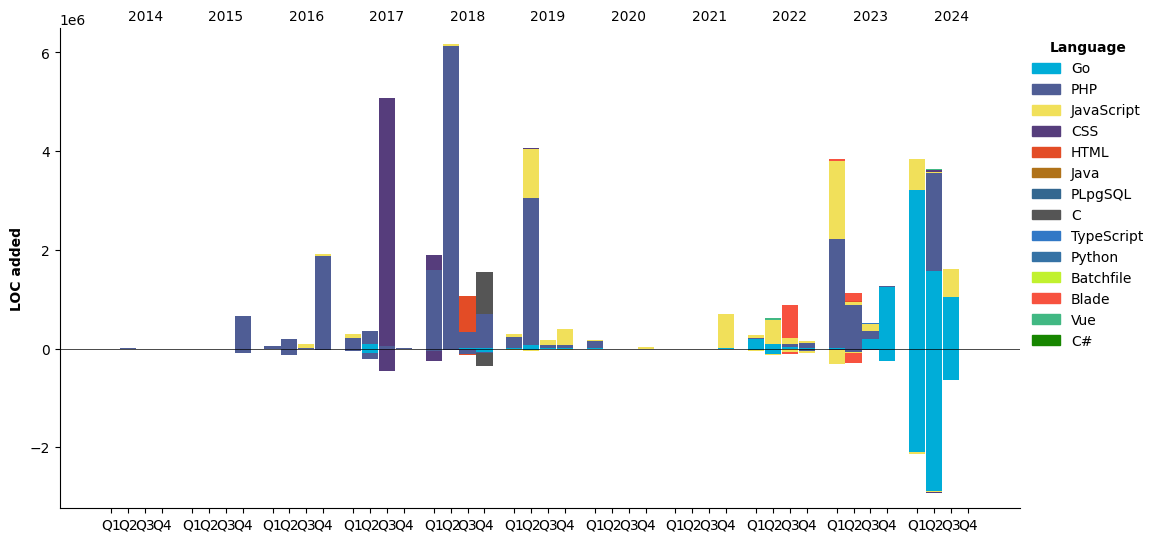 1e6
2014 2015 2016 2017 2018 2019 2020 2021 2022 2023 2024
6
4
2
0
−2
LOC added
Q1Q2Q3Q4 Q1Q2Q3Q4 Q1Q2Q3Q4 Q1Q2Q3Q4 Q1Q2Q3Q4 Q1Q2Q3Q4 Q1Q2Q3Q4 Q1Q2Q3Q4 Q1Q2Q3Q4 Q1Q2Q3Q4 Q1Q2Q3Q4
Language
Go
PHP
JavaScript
CSS
HTML
Java
PLpgSQL
C
TypeScript
Python
Batchfile
Blade
Vue
C#